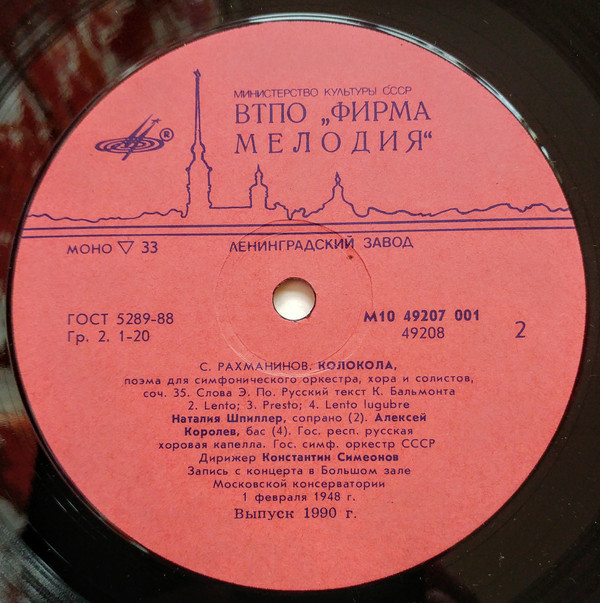 МИНИСТЕРСТВО КУЛЬТУРЫ СССР
ВТПО „ФИРМА
МЕЛОДИЯ“
®
МОНО ▽ 33
ЛЕНИНГРАДСКИЙ ЗАВОД
ГОСТ 5289-88
Гр. 2. 1-20
М10 49207 001
49208
2
С. РАХМАНИНОВ. КОЛОКОЛА,
поэма для симфонического оркестра, хора и солистов,
соч. 35. Слова Э. По. Русский текст К. Бальмонта
2. Lento; 3. Presto; 4. Lento lugubre
Наталия Шпиллер, сопрано (2). Алексей
Королев, бас (4). Гос. респ. русская
хоровая капелла. Гос. симф. оркестр СССР
Дирижер Константин Симеонов
Запись с концерта в Большом зале
Московской консерватории
1 февраля 1948 г.
Выпуск 1990 г.